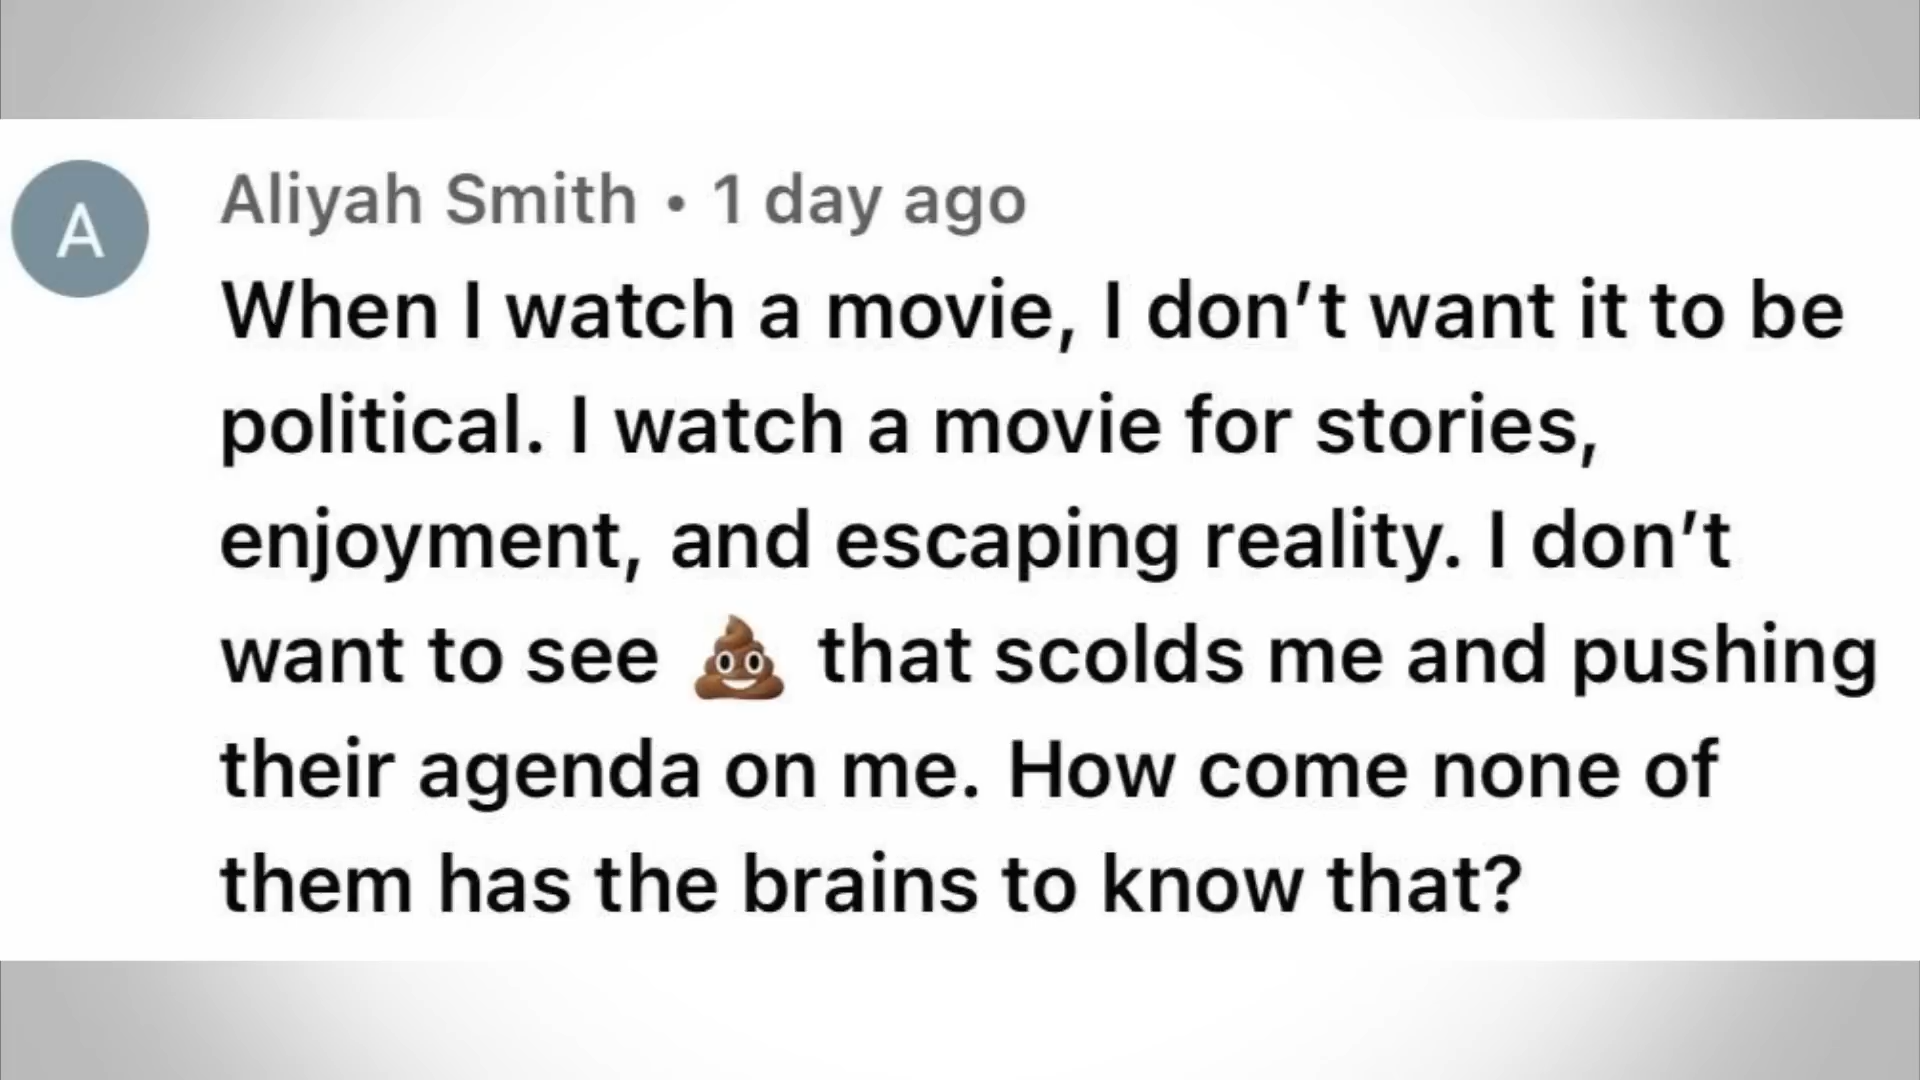 A
Aliyah Smith • 1 day ago
When I watch a movie, I don’t want it to be
political. I watch a movie for stories,
enjoyment, and escaping reality. I don’t
want to see 💩 that scolds me and pushing
their agenda on me. How come none of
them has the brains to know that?